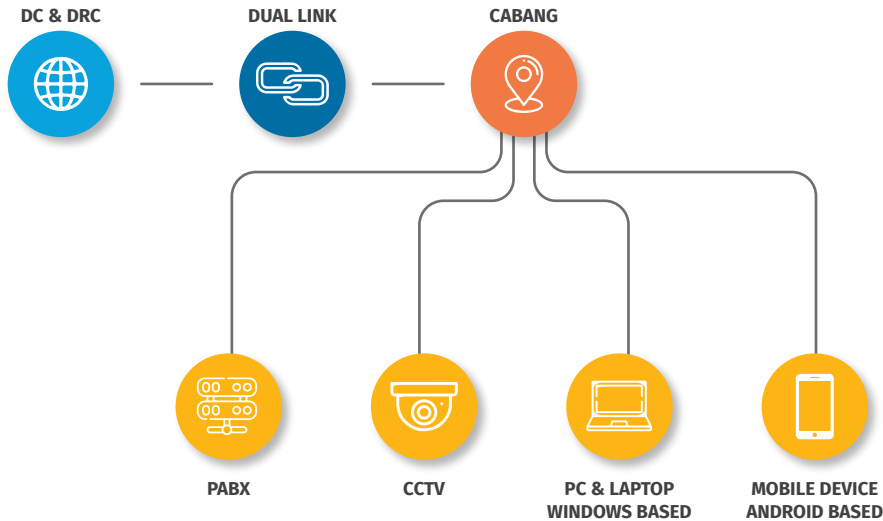 DC & DRC
DUAL LINK
CABANG
PABX
CCTV
PC & LAPTOP
WINDOWS BASED
MOBILE DEVICE
ANDROID BASED